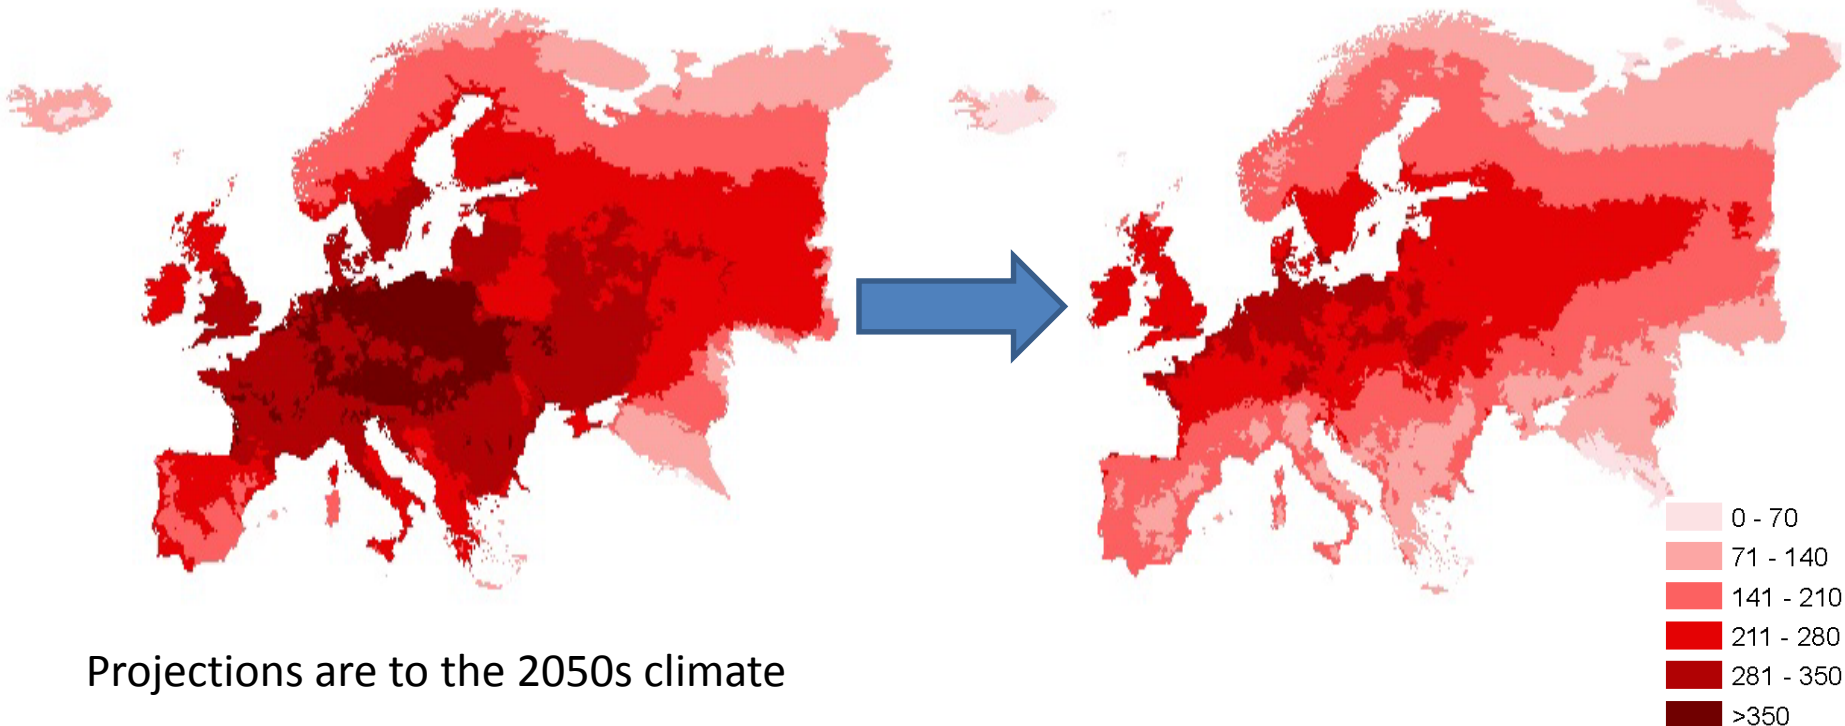 0 - 70
71 - 140
141 - 210
211 - 280
281 - 350
>350
Projections are to the 2050s climate